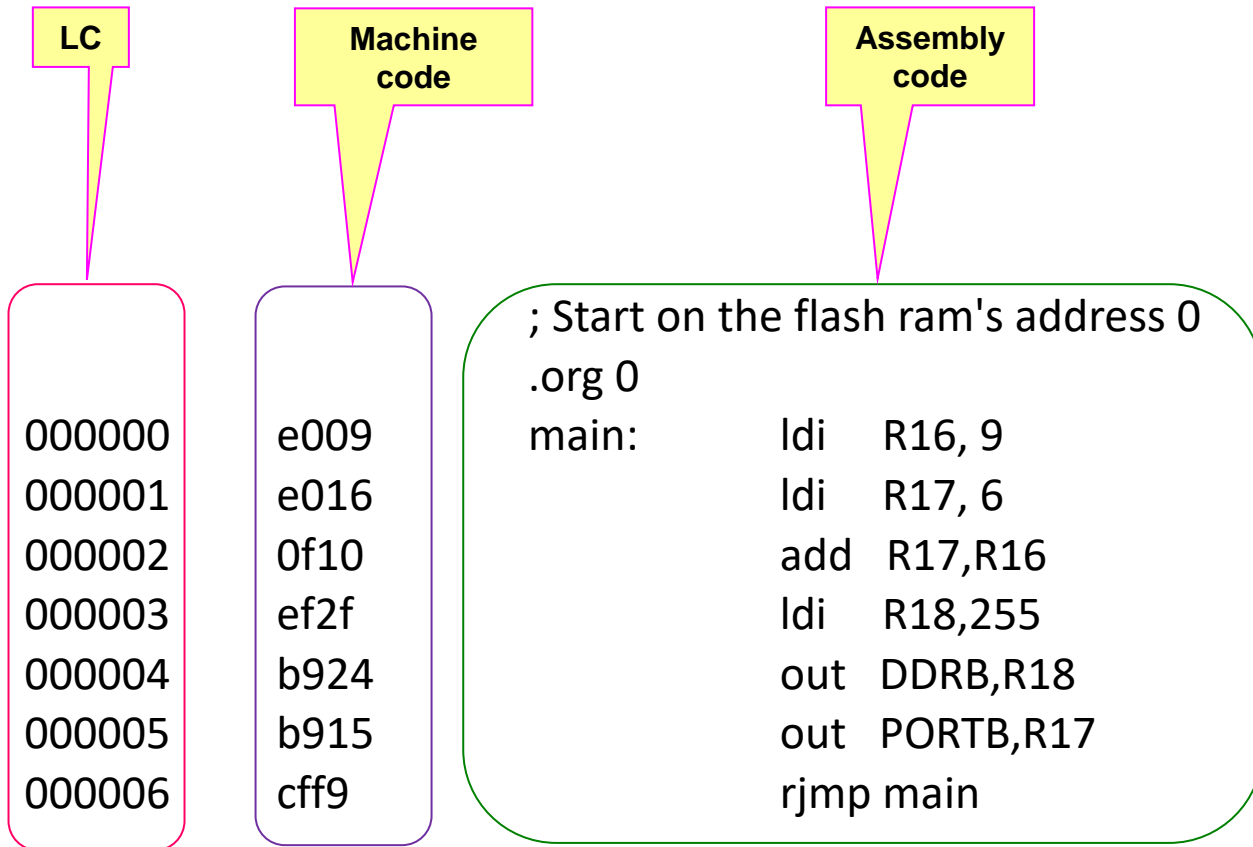 LC
Machine
code
Assembly
code
; Start on the flash ram's address 0
.org 0
000000 e009 main: ldi R16, 9
000001 e016 ldi R17, 6
000002 0f10 add R17,R16
000003 ef2f ldi R18,255
000004 b924 out DDRB,R18
000005 b915 out PORTB,R17
000006 cff9 rjmp main